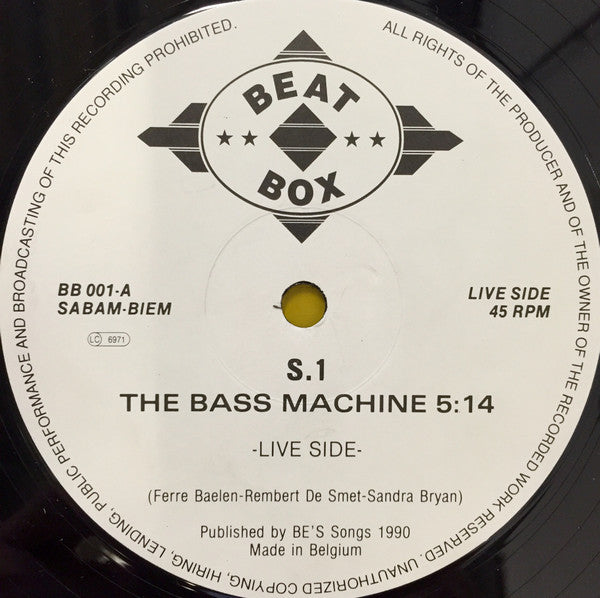 BEAT
BOX
BB 001-A
SABAM-BIEM
LC 6971
LIVE SIDE
45 RPM
S.1
THE BASS MACHINE 5:14
-LIVE SIDE-
(Ferre Baelen-Rembert De Smet-Sandra Bryan)
Published by BE'S Songs 1990
Made in Belgium
ALL RIGHTS OF THE PRODUCER AND OF THE OWNER OF THE RECORDED WORK RESERVED. UNAUTHORIZED COPYING, HIRING, LENDING, PUBLIC PERFORMANCE AND BROADCASTING OF THIS RECORDING PROHIBITED.